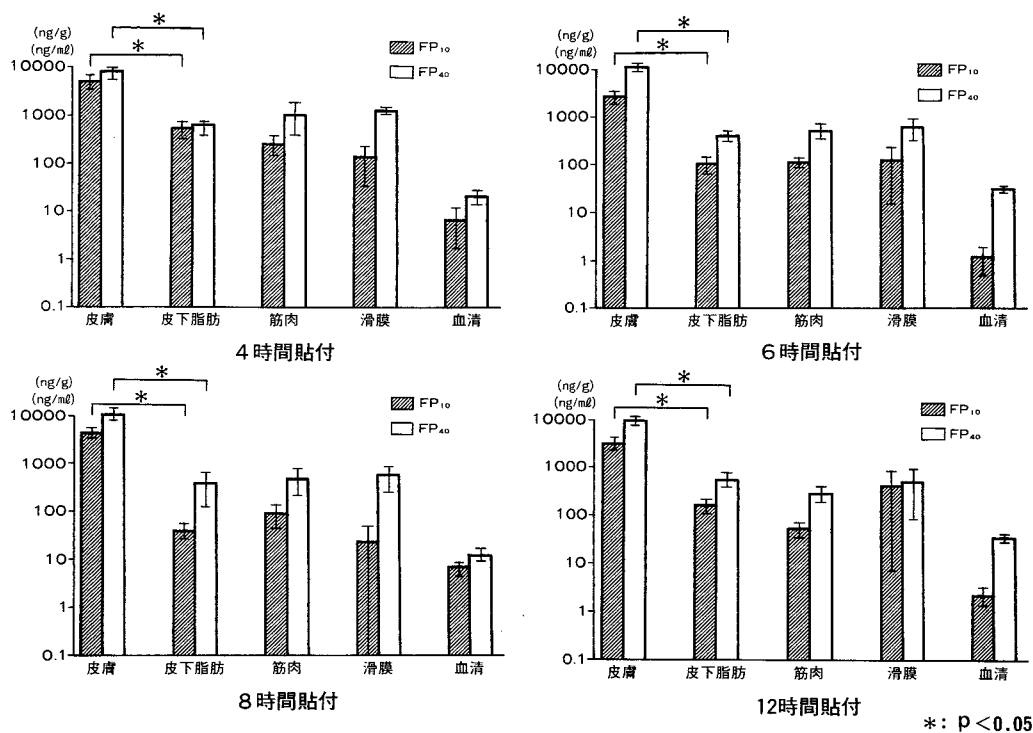 (ng/g)
(ng/mℓ)
*
*
FP₁₀
FP₄₀
10000
1000
100
10
1
0.1
皮膚 皮下脂肪 筋肉 滑膜 血清
4時間貼付
(ng/g)
(ng/mℓ)
*
*
FP₁₀
FP₄₀
10000
1000
100
10
1
0.1
皮膚 皮下脂肪 筋肉 滑膜 血清
6時間貼付
(ng/g)
(ng/mℓ)
*
*
FP₁₀
FP₄₀
10000
1000
100
10
1
0.1
皮膚 皮下脂肪 筋肉 滑膜 血清
8時間貼付
(ng/g)
(ng/mℓ)
*
*
FP₁₀
FP₄₀
10000
1000
100
10
1
0.1
皮膚 皮下脂肪 筋肉 滑膜 血清
12時間貼付
*: p<0.05